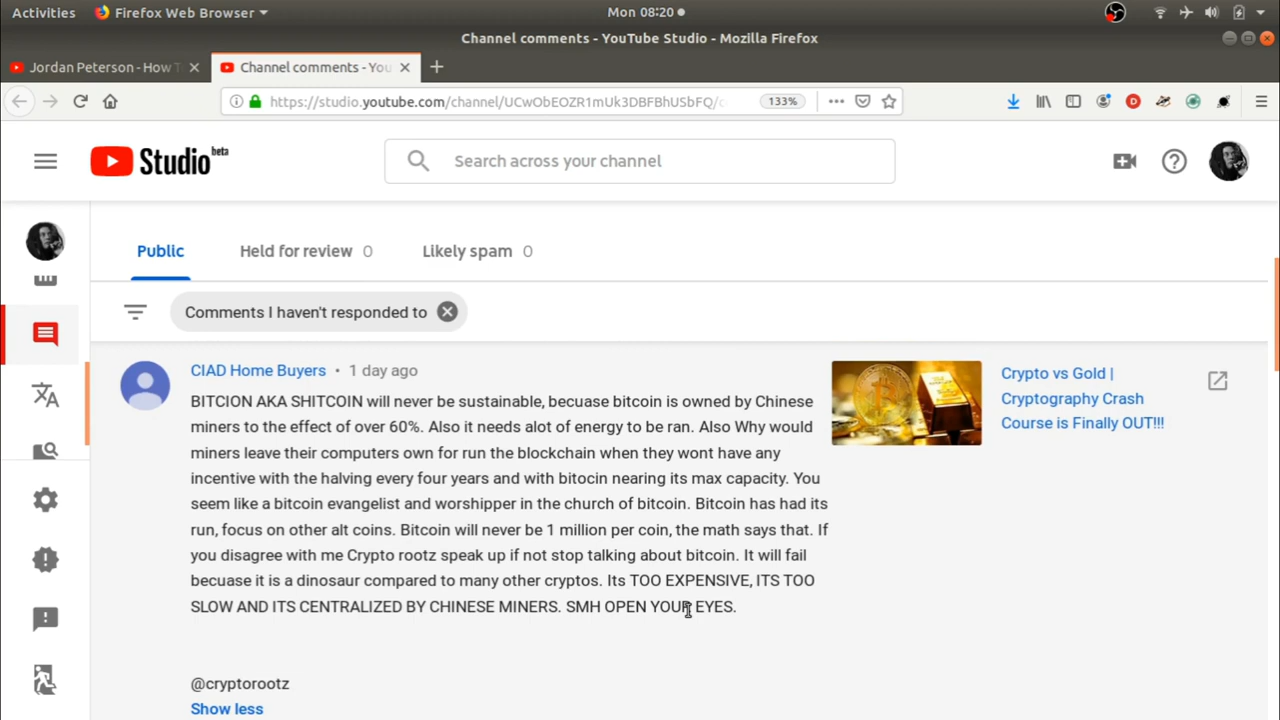 Activities Firefox Web Browser Mon 08:20
Channel comments - YouTube Studio - Mozilla Firefox
Jordan Peterson - How T Channel comments - You
https://studio.youtube.com/channel/UCwObEOZR1mUk3DBFBhUSbFQ/c 133%
Studio beta Search across your channel
Public Held for review 0 Likely spam 0
Comments I haven't responded to
CIAD Home Buyers • 1 day ago
BITCION AKA SHITCOIN will never be sustainable, becuase bitcoin is owned by Chinese
miners to the effect of over 60%. Also it needs alot of energy to be ran. Also Why would
miners leave their computers own for run the blockchain when they wont have any
incentive with the halving every four years and with bitocin nearing its max capacity. You
seem like a bitcoin evangelist and worshipper in the church of bitcoin. Bitcoin has had its
run, focus on other alt coins. Bitcoin will never be 1 million per coin, the math says that. If
you disagree with me Crypto rootz speak up if not stop talking about bitcoin. It will fail
becuase it is a dinosaur compared to many other cryptos. Its TOO EXPENSIVE, ITS TOO
SLOW AND ITS CENTRALIZED BY CHINESE MINERS. SMH OPEN YOUR EYES.
@cryptorootz
Show less
Crypto vs Gold |
Cryptography Crash
Course is Finally OUT!!!